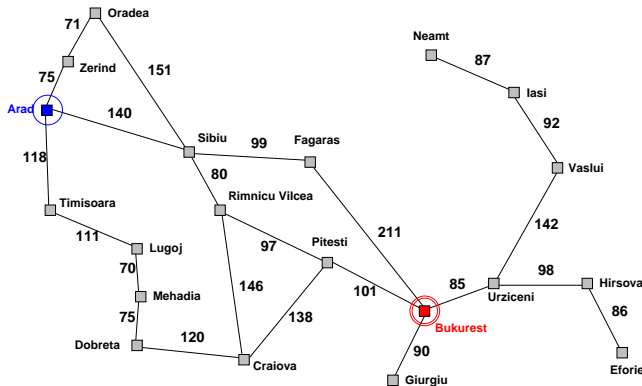 71
Oradea
Neamt
87
Zerind
75
151
Iasi
Arad
140
92
118
Sibiu
99
Fagaras
Vaslui
80
Timisoara
Rimnicu Vilcea
142
111
211
Lugoj
97
Pitesti
70
98
Hirsova
146
101
85
Mehadia
Urziceni
138
86
75
120
Bukurest
Dobreta
90
Craiova
Eforie
Giurgiu